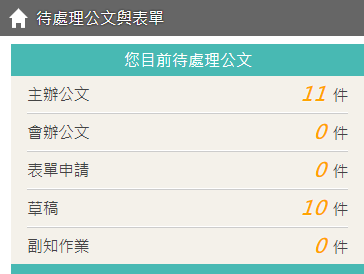 待處理公文與表單
您目前待處理公文
主辦公文 11 件
會辦公文 0 件
表單申請 0 件
草稿 10 件
副知作業 0 件